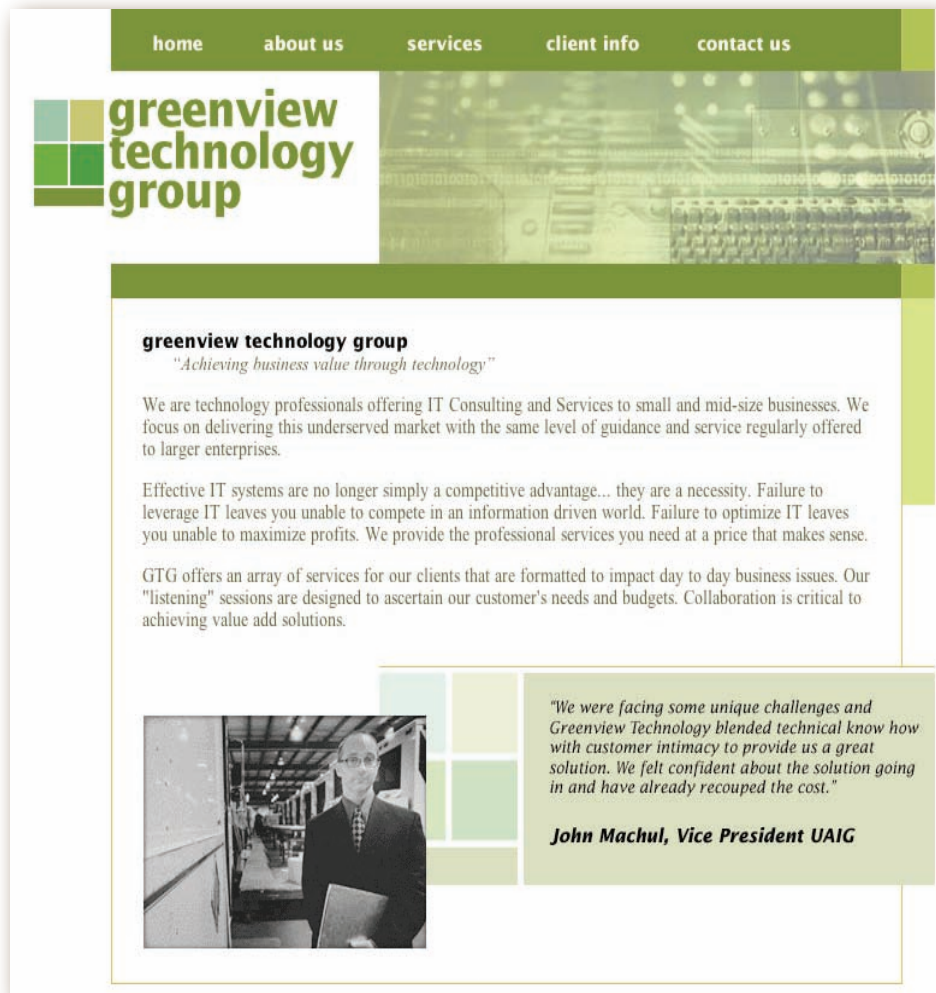 home about us services client info contact us
greenview
technology
group
greenview technology group
“Achieving business value through technology”
We are technology professionals offering IT Consulting and Services to small and mid-size businesses. We
focus on delivering this underserved market with the same level of guidance and service regularly offered
to larger enterprises.
Effective IT systems are no longer simply a competitive advantage... they are a necessity. Failure to
leverage IT leaves you unable to compete in an information driven world. Failure to optimize IT leaves
you unable to maximize profits. We provide the professional services you need at a price that makes sense.
GTG offers an array of services for our clients that are formatted to impact day to day business issues. Our
"listening" sessions are designed to ascertain our customer's needs and budgets. Collaboration is critical to
achieving value add solutions.
"We were facing some unique challenges and
Greenview Technology blended technical know how
with customer intimacy to provide us a great
solution. We felt confident about the solution going
in and have already recouped the cost."
John Machul, Vice President UAIG